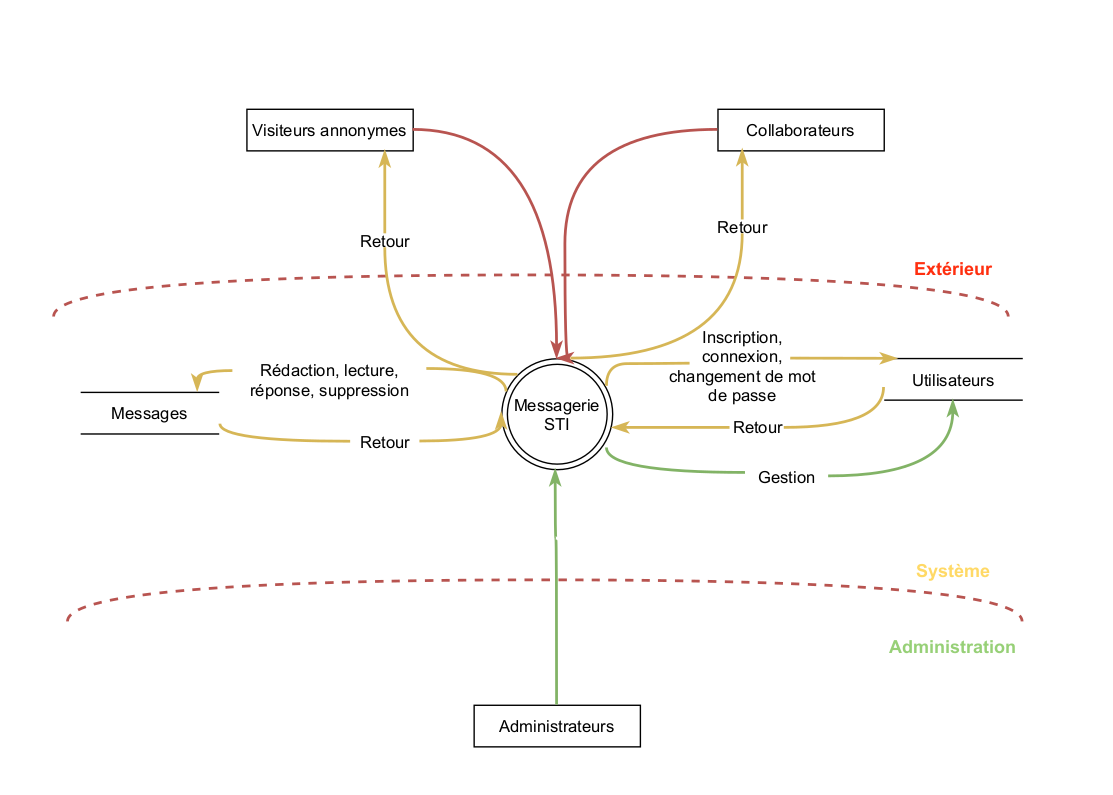 Visiteurs annonymes
Collaborateurs
Retour
Retour
Extérieur
Rédaction, lecture,
réponse, suppression
Inscription,
connexion,
changement de mot
de passe
Messages
Messagerie
STI
Utilisateurs
Retour
Retour
Gestion
Système
Administration
Administrateurs